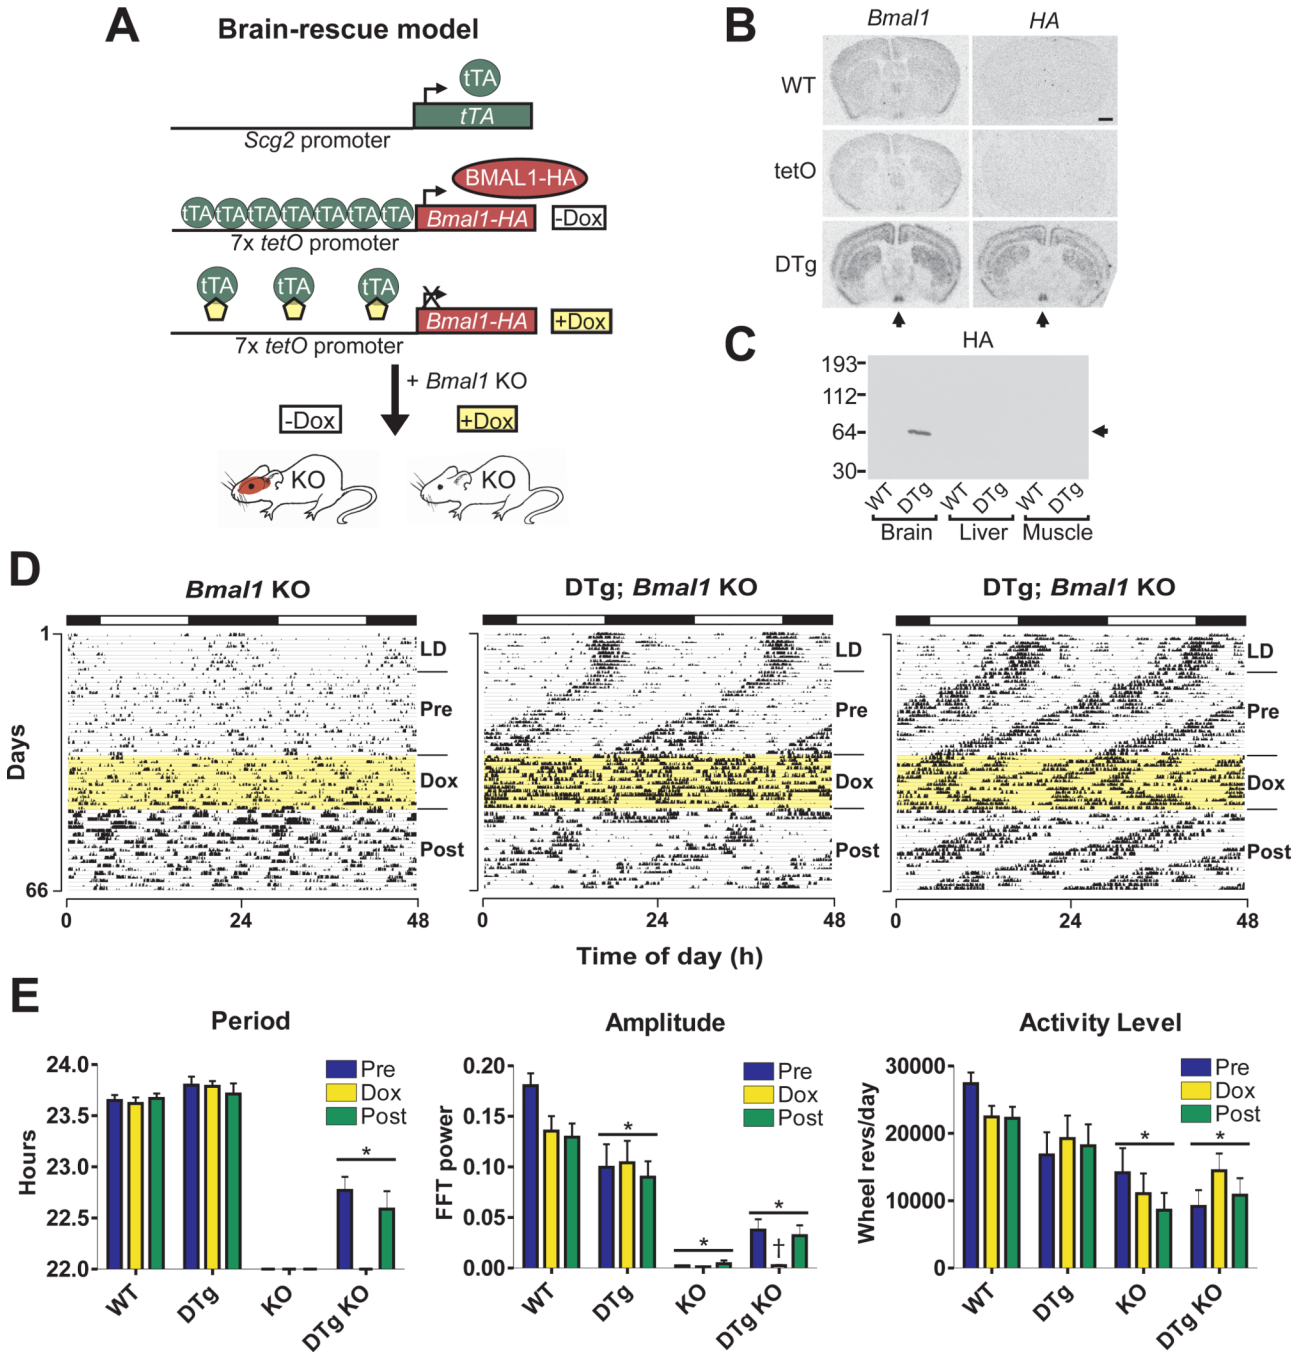 A
Brain-rescue model
tTA
tTA
Scg2 promoter
BMAL1-HA
tTA tTA tTA tTA tTA tTA tTA
Bmal1-HA
-Dox
7x tetO promoter
tTA tTA tTA
Bmal1-HA
+Dox
7x tetO promoter
+ Bmal1 KO
-Dox
+Dox
KO
KO
B
Bmal1
HA
WT
tetO
DTg
C
HA
193
112
64
30
WT DTg WT DTg WT DTg
Brain Liver Muscle
D
Bmal1 KO
DTg; Bmal1 KO
DTg; Bmal1 KO
Days
1
66
LD
Pre
Dox
Post
LD
Pre
Dox
Post
LD
Pre
Dox
Post
0 24 48
0 24 48
0 24 48
Time of day (h)
E
Period
Hours
24.0
23.5
23.0
22.5
22.0
Pre
Dox
Post
*
WT DTg KO DTg KO
Amplitude
FFT power
0.20
0.15
0.10
0.05
0.00
Pre
Dox
Post
*
*
*
†
WT DTg KO DTg KO
Activity Level
Wheel revs/day
30000
20000
10000
0
Pre
Dox
Post
*
*
WT DTg KO DTg KO